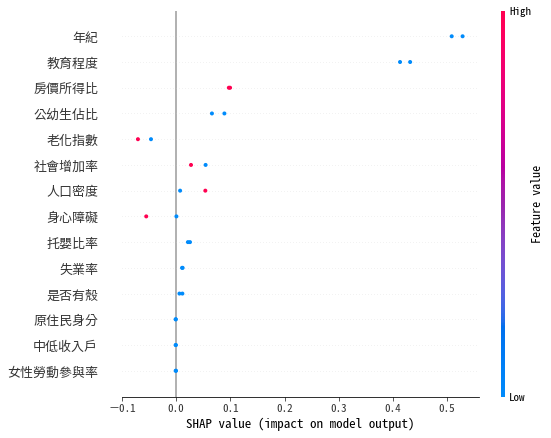 High
年紀
教育程度
房價所得比
公幼生佔比
老化指數
社會增加率
人口密度
身心障礙
托嬰比率
失業率
是否有殼
原住民身分
中低收入戶
女性勞動參與率
Feature value
Low
−0.1 0.0 0.1 0.2 0.3 0.4 0.5
SHAP value (impact on model output)